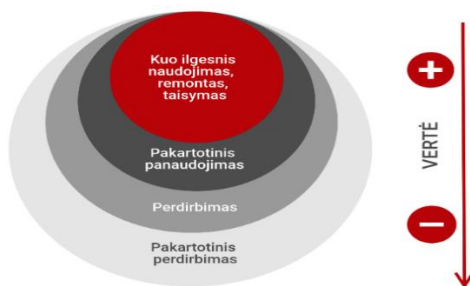 Kuo ilgesnis
naudojimas,
remontas,
taisymas
Pakartotinis
panaudojimas
Perdirbimas
Pakartotinis
perdirbimas
+
VERTĖ
−